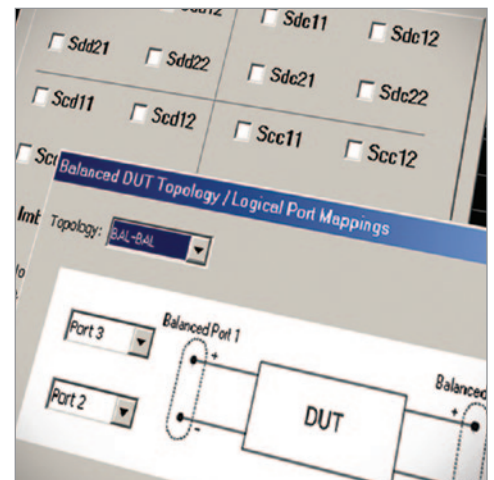 Sdc11 Sdc12
Sdd21 Sdd22 Sdc21 Sdc22
Scd11 Scd12 Scc11 Scc12
Balanced DUT Topology / Logical Port Mappings
Topology: BAL-BAL
Port 3 Balanced Port 1
+
Balanced
+
Port 2
-
DUT